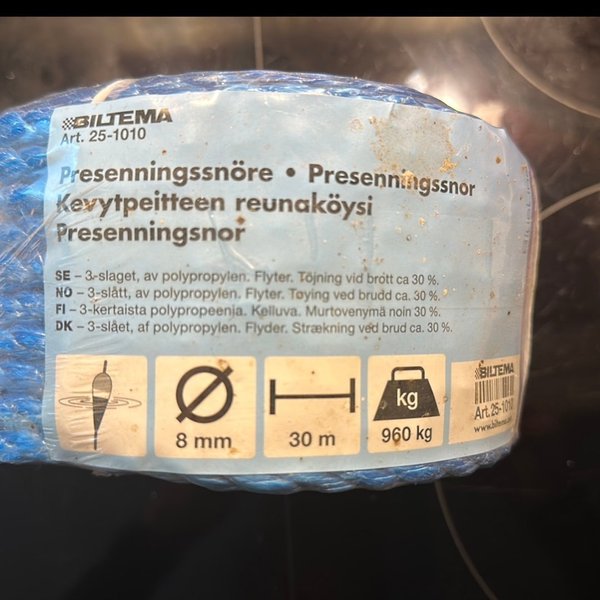 BILTEMA
Art. 25-1010
Presenningssnöre • Presenningssnor
Kevytpeitteen reunaköysi
Presenningsnor
SE – 3-slaget, av polypropylen. Flyter. Töjning vid brott ca 30 %.
NO – 3-slått, av polypropylen. Flyter. Tøying ved brudd ca 30 %.
FI – 3-kertaista polypropeenia. Kelluva. Murtovenymä noin 30 %.
DK – 3-slået, af polypropylen. Flyder. Strækning ved brud ca. 30 %.
kg
8 mm
30 m
960 kg
BILTEMA
Art. 25-1010
www.biltema